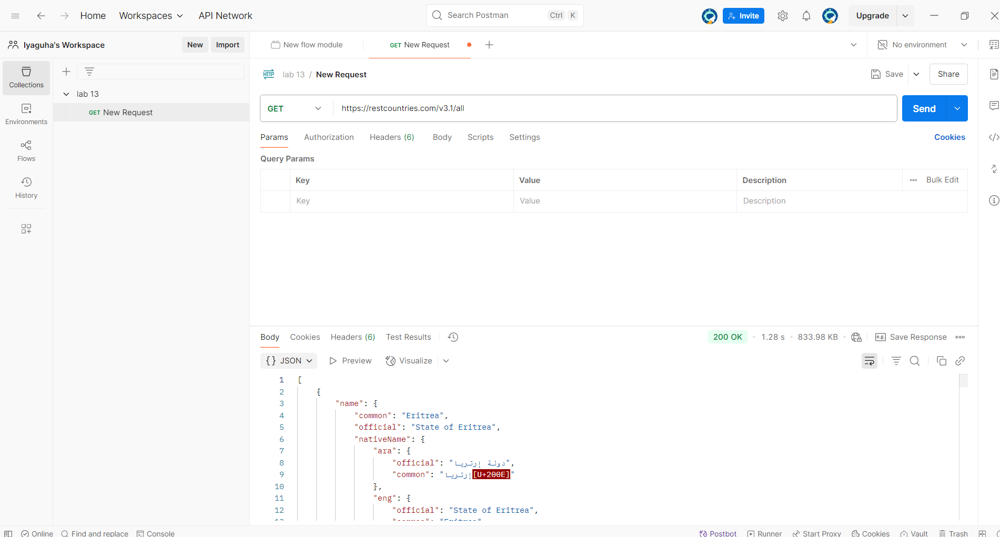 Home Workspaces API Network Search Postman Ctrl K Invite Upgrade
Iyaguha's Workspace New Import New flow module GET New Request No environment
Collections
Environments
Flows
History
lab 13
GET New Request
HTTP lab 13 / New Request Save Share
GET https://restcountries.com/v3.1/all Send
Params Authorization Headers (6) Body Scripts Settings Cookies
Query Params
Key Value Description Bulk Edit
Key Value Description
Body Cookies Headers (6) Test Results 200 OK 1.28 s 833.98 KB e.g. Save Response
{} JSON Preview Visualize
1 [
2 {
3 "name": {
4 "common": "Eritrea",
5 "official": "State of Eritrea",
6 "nativeName": {
7 "ara": {
8 "official": "دولة إرتريا",
9 "common": "إرتريا[U+200E]"
10 },
11 "eng": {
12 "official": "State of Eritrea",
13 "common": "Eritrea"
Online Find and replace Console Postbot Runner Start Proxy Cookies Vault Trash